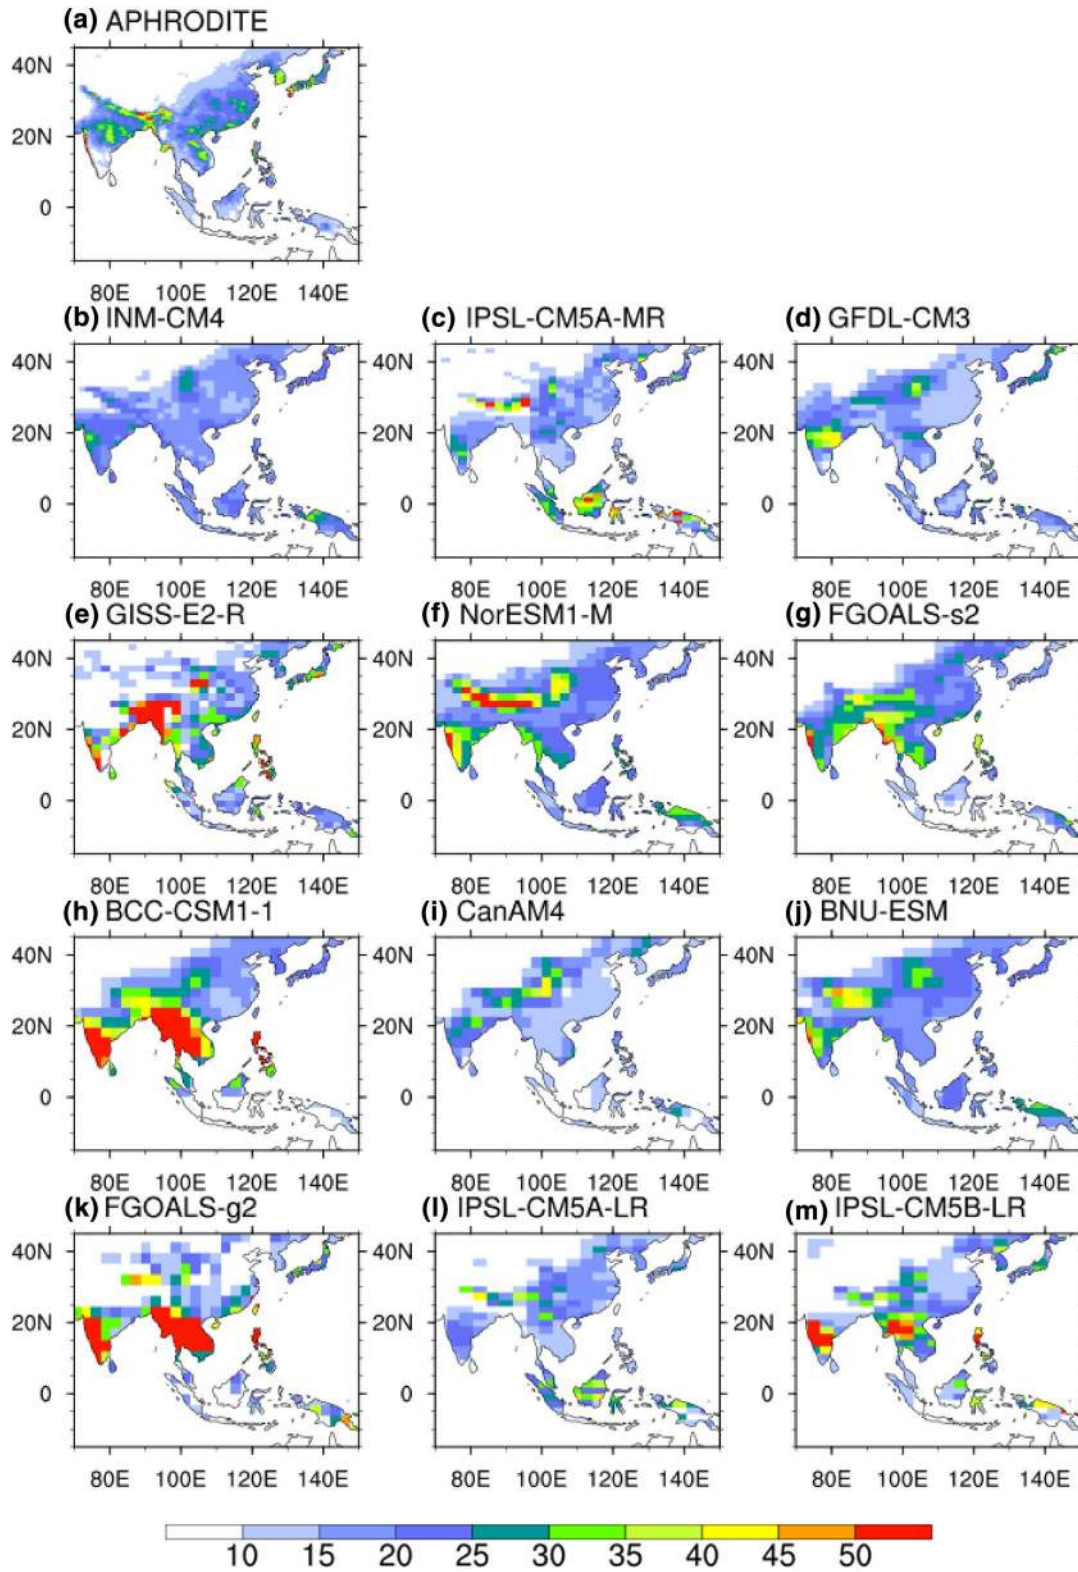 (a) APHRODITE
40N
20N
0
80E 100E 120E 140E
(b) INM-CM4
(c) IPSL-CM5A-MR
(d) GFDL-CM3
40N
20N
0
40N
20N
0
40N
20N
0
80E 100E 120E 140E
80E 100E 120E 140E
80E 100E 120E 140E
(e) GISS-E2-R
(f) NorESM1-M
(g) FGOALS-s2
40N
20N
0
40N
20N
0
40N
20N
0
80E 100E 120E 140E
80E 100E 120E 140E
80E 100E 120E 140E
(h) BCC-CSM1-1
(i) CanAM4
(j) BNU-ESM
40N
20N
0
40N
20N
0
40N
20N
0
80E 100E 120E 140E
80E 100E 120E 140E
80E 100E 120E 140E
(k) FGOALS-g2
(l) IPSL-CM5A-LR
(m) IPSL-CM5B-LR
40N
20N
0
40N
20N
0
40N
20N
0
80E 100E 120E 140E
80E 100E 120E 140E
80E 100E 120E 140E
10 15 20 25 30 35 40 45 50